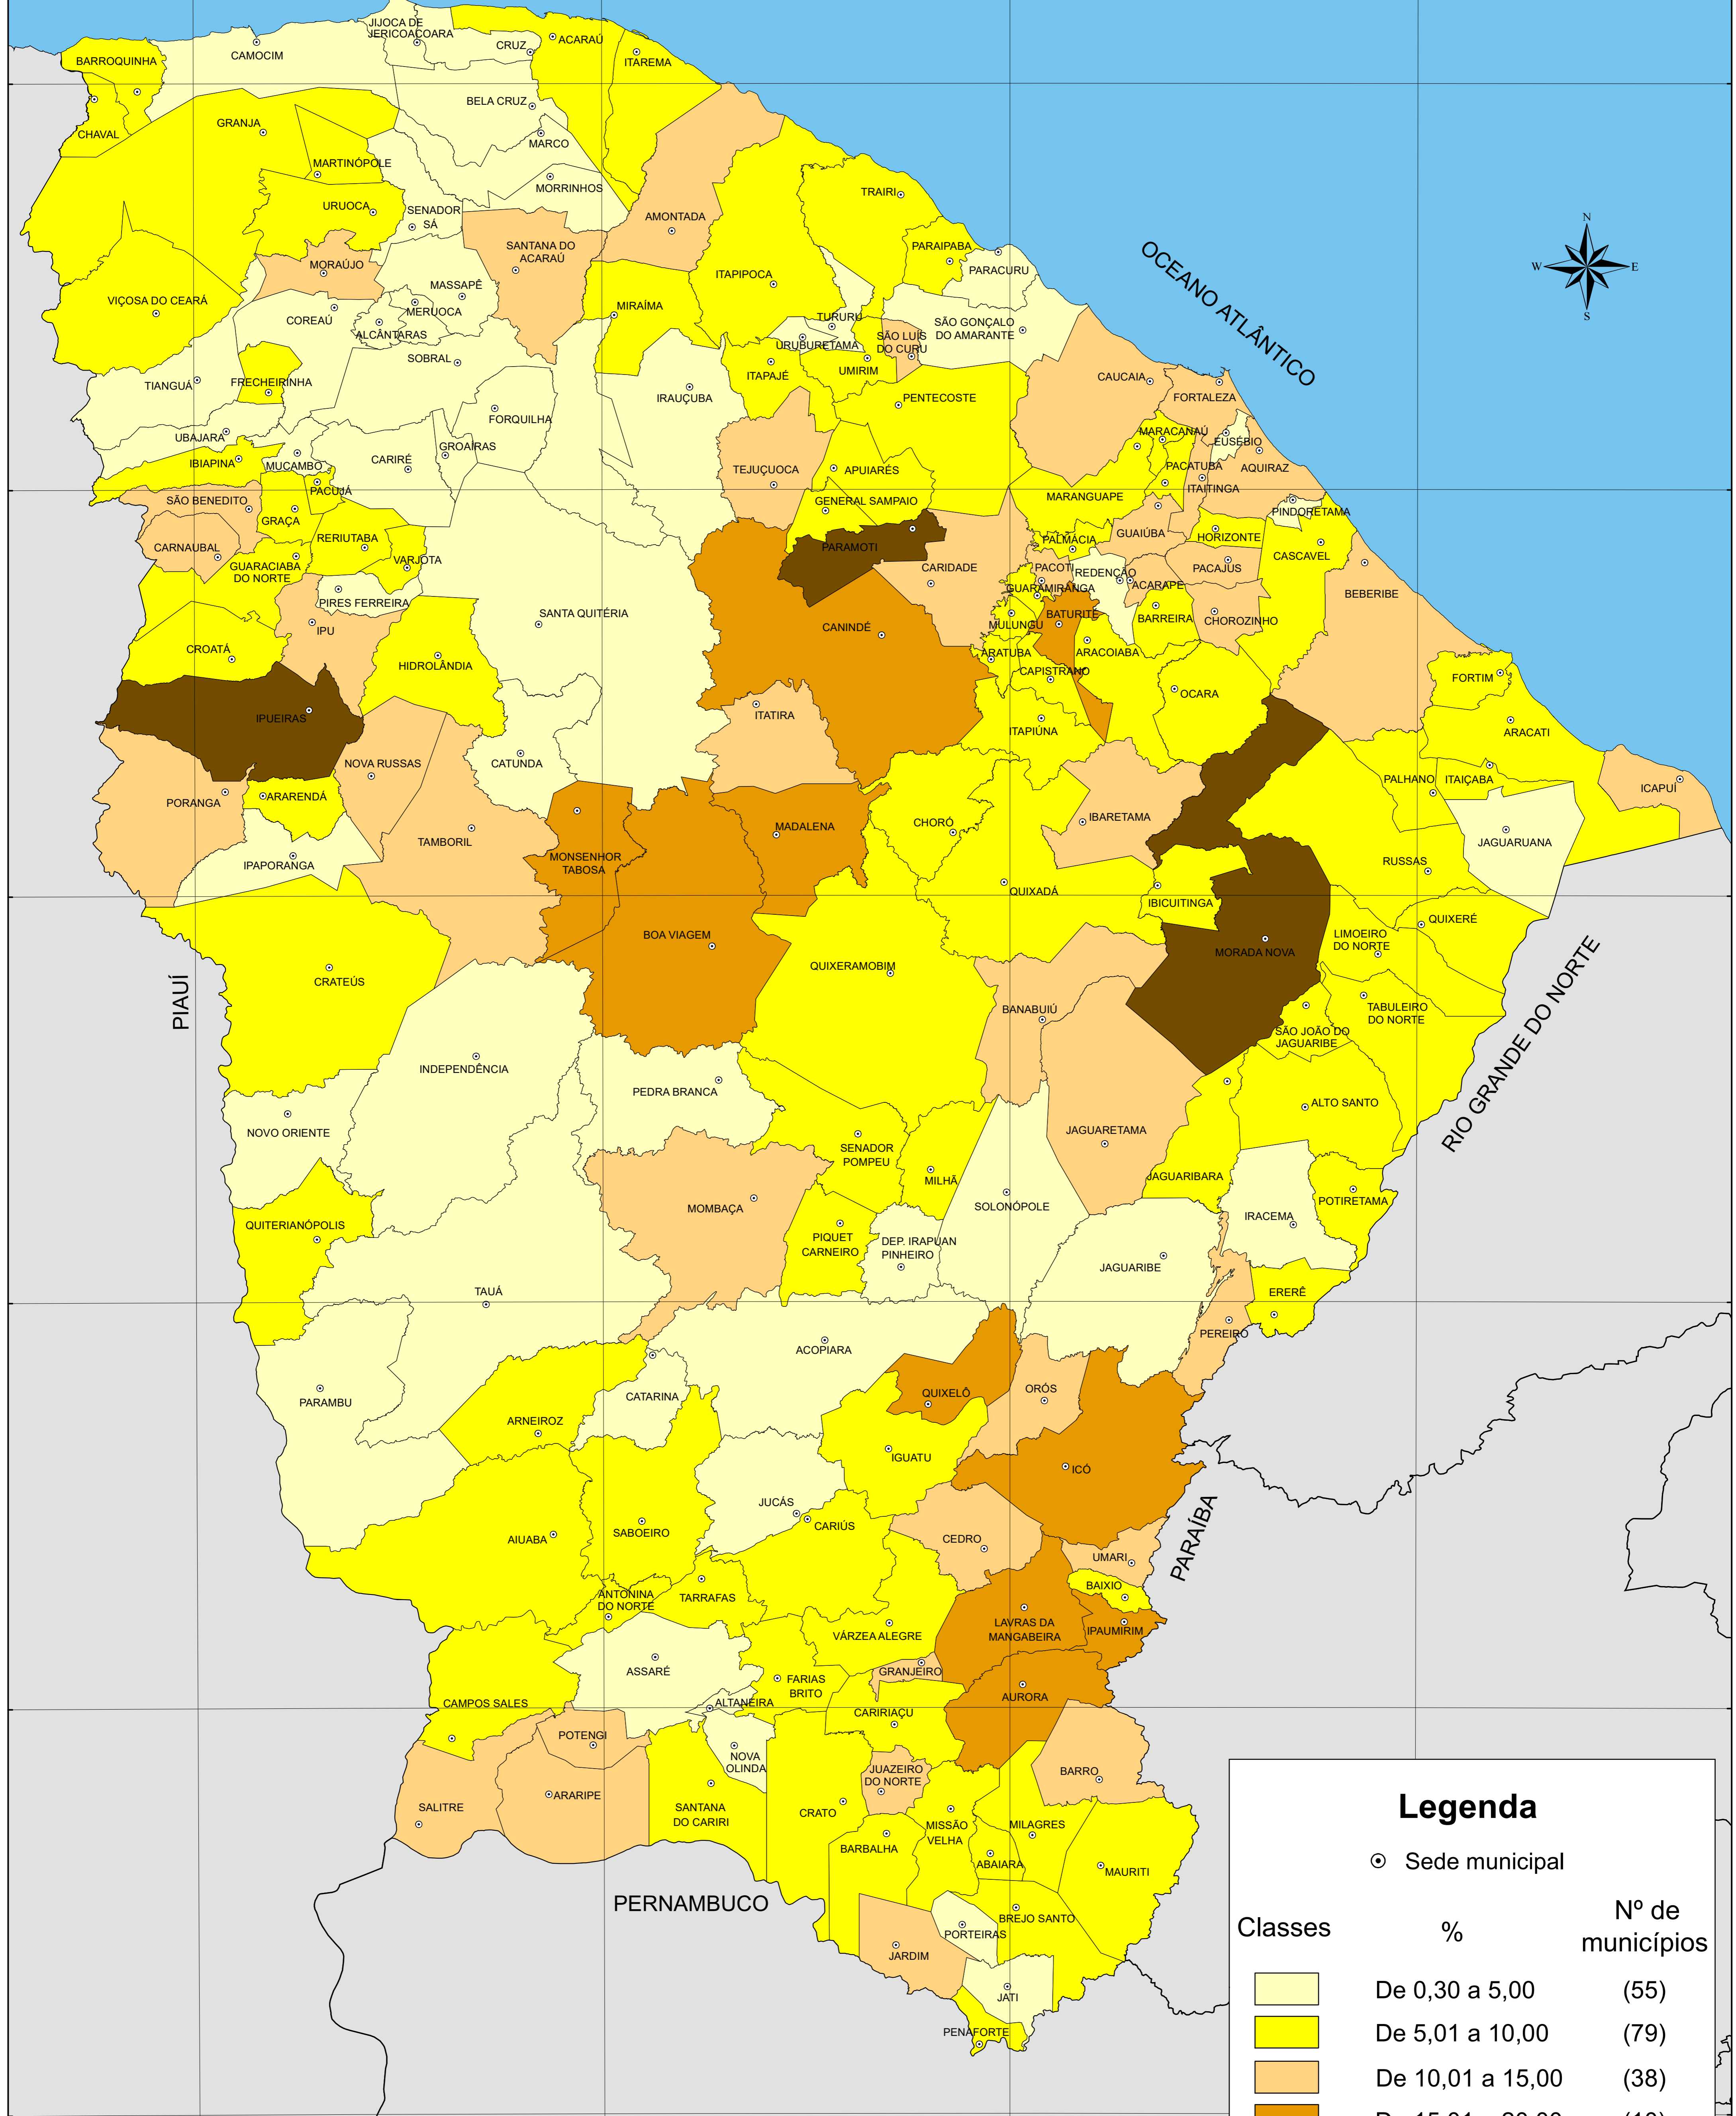 JIJOCA DE
JERICOACOARA
CRUZ
ACARAÚ
ITAREMA
CAMOCIM
BARROQUINHA
CHAVAL
GRANJA
BELA CRUZ
MARCO
MARTINÓPOLE
MORRINHOS
URUOCA
SENADOR
SÁ
AMONTADA
TRAIRI
N
W
E
S
OCEANO ATLÂNTICO
SANTANA DO
ACARAÚ
MORAÚJO
ITAPIPOCA
PARAIPABA
PARACURU
VIÇOSA DO CEARÁ
MASSAPÊ
MERUOCA
MIRAÍMA
COREAÚ
ALCÂNTARAS
TURURU
URUBURETAMA
SÃO LUÍS
DO CURU
SÃO GONÇALO
DO AMARANTE
SOBRAL
TIANGUÁ
FRECHEIRINHA
IRAUÇUBA
ITAPAJÉ
UMIRIM
PENTECOSTE
CAUCAIA
FORTALEZA
FORQUILHA
UBAJARA
GROAÍRAS
CARIRÉ
IBIAPINA
MUCAMBO
TEJUÇUOCA
APUIARÉS
MARACANAÚ
EUSÉBIO
PACATUBA
AQUIRAZ
ITAITINGA
MARANGUAPE
PACUJÁ
SÃO BENEDITO
GRAÇA
GENERAL SAMPAIO
PINDORETAMA
CARNAUBAL
RERIUTABA
VARJOTA
GUARACIABA
DO NORTE
PARAMOTI
PALMÁCIA
GUAIÚBA
HORIZONTE
CASCAVEL
CARIDADE
PACOTI
REDENÇÃO
PACAJUS
ACARAPE
GUARAMIRANGA
PIRES FERREIRA
IPU
SANTA QUITÉRIA
CANINDÉ
MULUNGU
BATURITÉ
BARREIRA
CHOROZINHO
BEBERIBE
CROATÁ
HIDROLÂNDIA
ARATUBA
ARACOIABA
CAPISTRANO
OCARA
FORTIM
IPUEIRAS
ITATIRA
ITAPIÚNA
ARACATI
NOVA RUSSAS
CATUNDA
PORANGA
ARARENDÁ
PALHANO
ITAIÇABA
ICAPUÍ
TAMBORIL
MADALENA
CHORÓ
IBARETAMA
JAGUARUANA
IPAPORANGA
MONSENHOR
TABOSA
RUSSAS
QUIXADÁ
IBICUITINGA
QUIXERÉ
BOA VIAGEM
LIMOEIRO
DO NORTE
MORADA NOVA
PIAUÍ
CRATEÚS
QUIXERAMOBIM
BANABUIÚ
TABULEIRO
DO NORTE
SÃO JOÃO DO
JAGUARIBE
RIO GRANDE DO NORTE
INDEPENDÊNCIA
PEDRA BRANCA
NOVO ORIENTE
ALTO SANTO
SENADOR
POMPEU
JAGUARETAMA
MILHÃ
JAGUARIBARA
POTIRETAMA
MOMBAÇA
SOLONÓPOLE
IRACEMA
QUITERIANÓPOLIS
PIQUET
CARNEIRO
DEP. IRAPUAN
PINHEIRO
JAGUARIBE
TAUÁ
ERERÊ
PEREIRO
ACOPIARA
PARAMBU
CATARINA
QUIXELÔ
ORÓS
ARNEIROZ
IGUATU
ICÓ
JUCÁS
CARIÚS
SABOEIRO
AIUABA
CEDRO
UMARI
PARAÍBA
BAIXIO
ANTONINA
DO NORTE
TARRAFAS
LAVRAS DA
MANGABEIRA
IPAUMIRIM
VÁRZEA ALEGRE
ASSARÉ
GRANJEIRO
FARIAS
BRITO
AURORA
CAMPOS SALES
ALTANEIRA
CARIRIAÇU
POTENGI
NOVA
OLINDA
JUAZEIRO
DO NORTE
BARRO
SALITRE
ARARIPE
SANTANA
DO CARIRI
CRATO
MISSÃO
VELHA
MILAGRES
BARBALHA
ABAIARA
MAURITI
PERNAMBUCO
BREJO SANTO
PORTEIRAS
JARDIM
JATI
PENAFORTE
Legenda
Sede municipal
Classes
%
Nº de
municípios
De 0,30 a 5,00
(55)
De 5,01 a 10,00
(79)
De 10,01 a 15,00
(38)